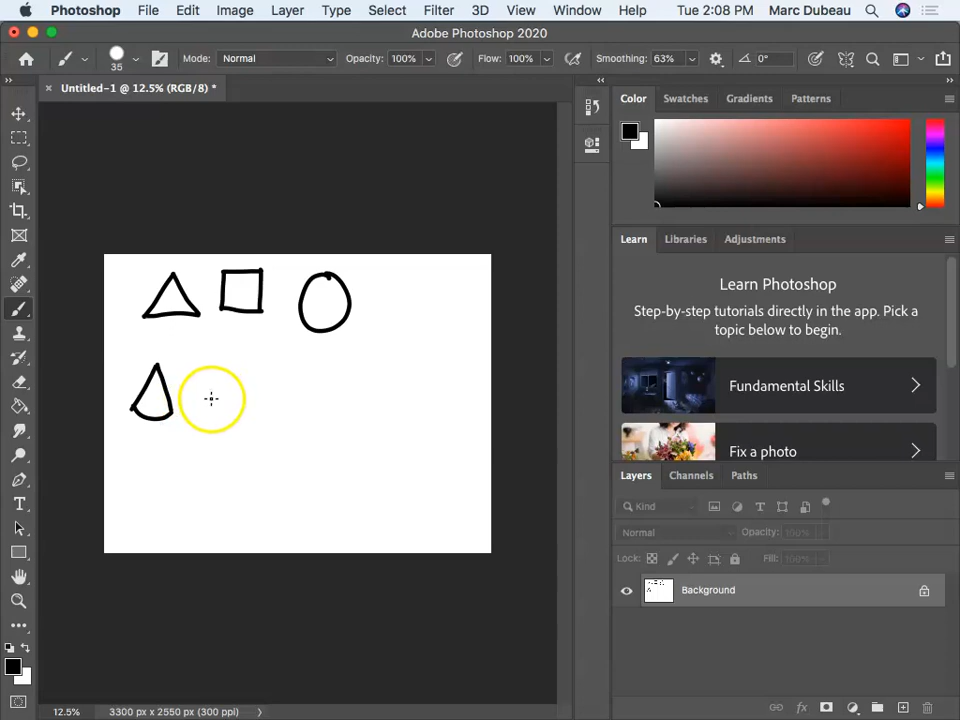 Photoshop File Edit Image Layer Type Select Filter 3D View Window Help Tue 2:08 PM Marc Dubeau
Adobe Photoshop 2020
35 Mode: Normal Opacity: 100% Flow: 100% Smoothing: 63% 0°
Untitled-1 @ 12.5% (RGB/8) *
Color Swatches Gradients Patterns
Learn Libraries Adjustments
Learn Photoshop
Step-by-step tutorials directly in the app. Pick a
topic below to begin.
Fundamental Skills
Fix a photo
Layers Channels Paths
Kind
Normal Opacity: 100%
Lock: Fill: 100%
Background
12.5% 3300 px x 2550 px (300 ppi)